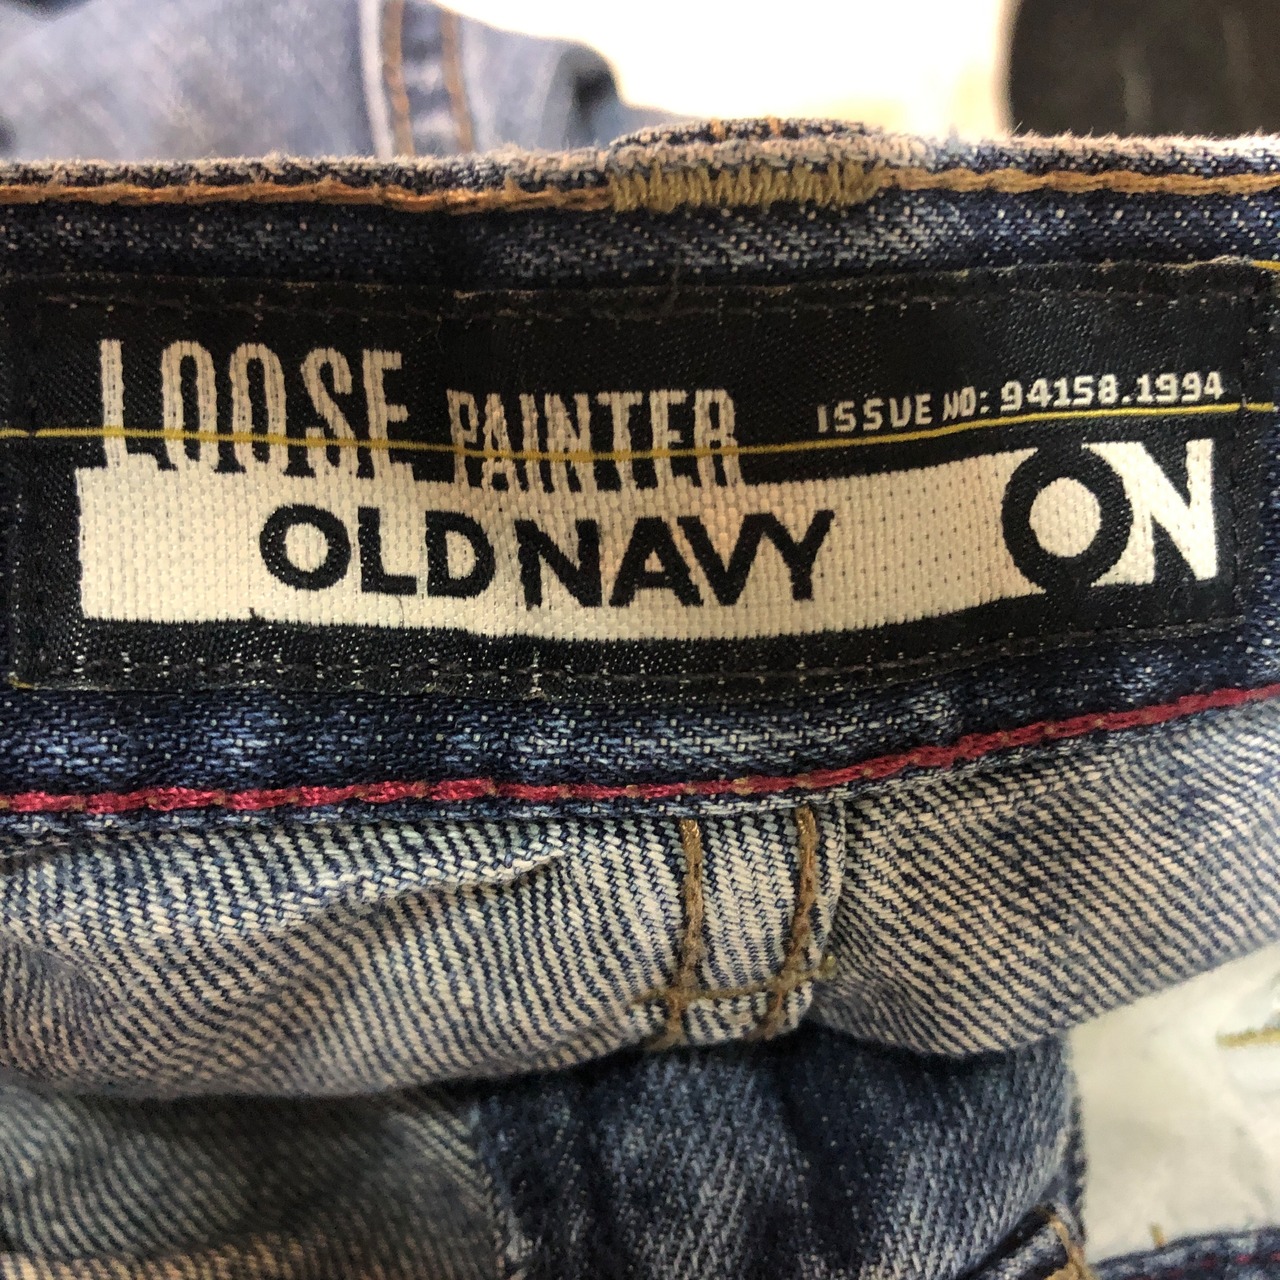 LOOSE PAINTER ISSUE NO: 94158.1994
OLD NAVY ON